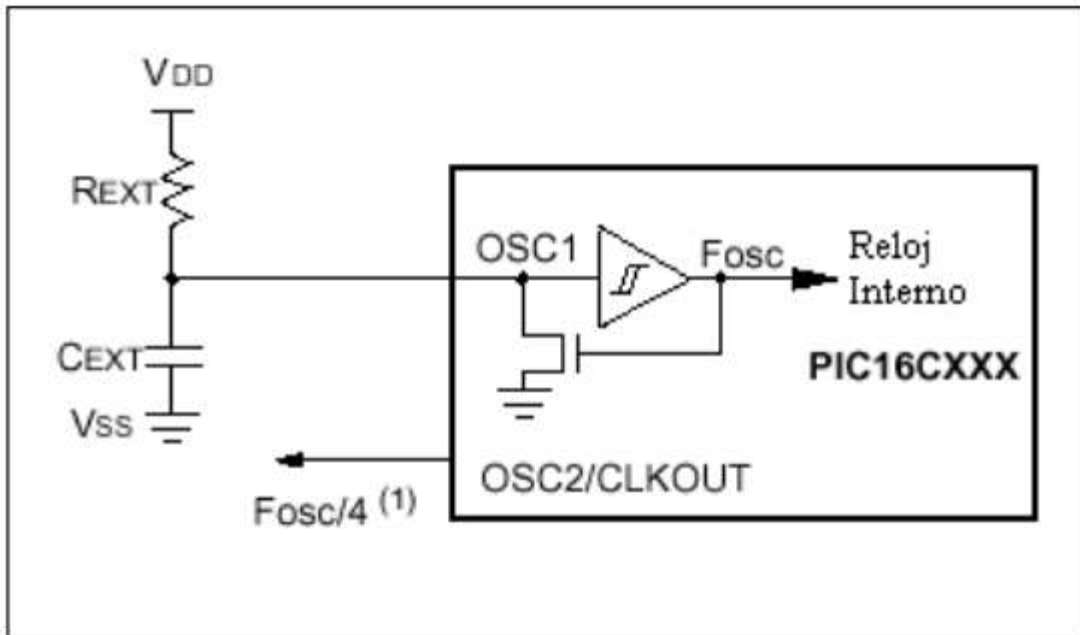 VDD
REXT
OSC1
FOSC
Reloj
Interno
CEXT
PIC16CXXX
VSS
OSC2/CLKOUT
FOSC/4 (1)